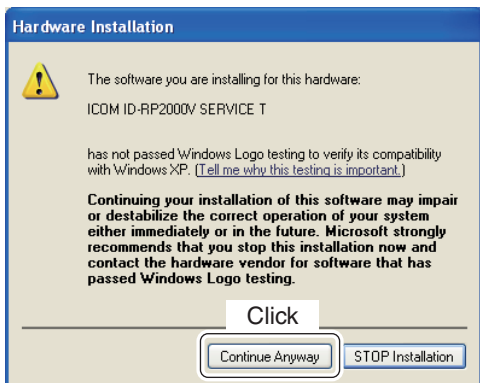 Hardware Installation
The software you are installing for this hardware:
ICOM ID-RP2000V SERVICE T
has not passed Windows Logo testing to verify its compatibility
with Windows XP. (Tell me why this testing is important.)
Continuing your installation of this software may impair
or destabilize the correct operation of your system
either immediately or in the future. Microsoft strongly
recommends that you stop this installation now and
contact the hardware vendor for software that has
passed Windows Logo testing.
Click
Continue Anyway
STOP Installation